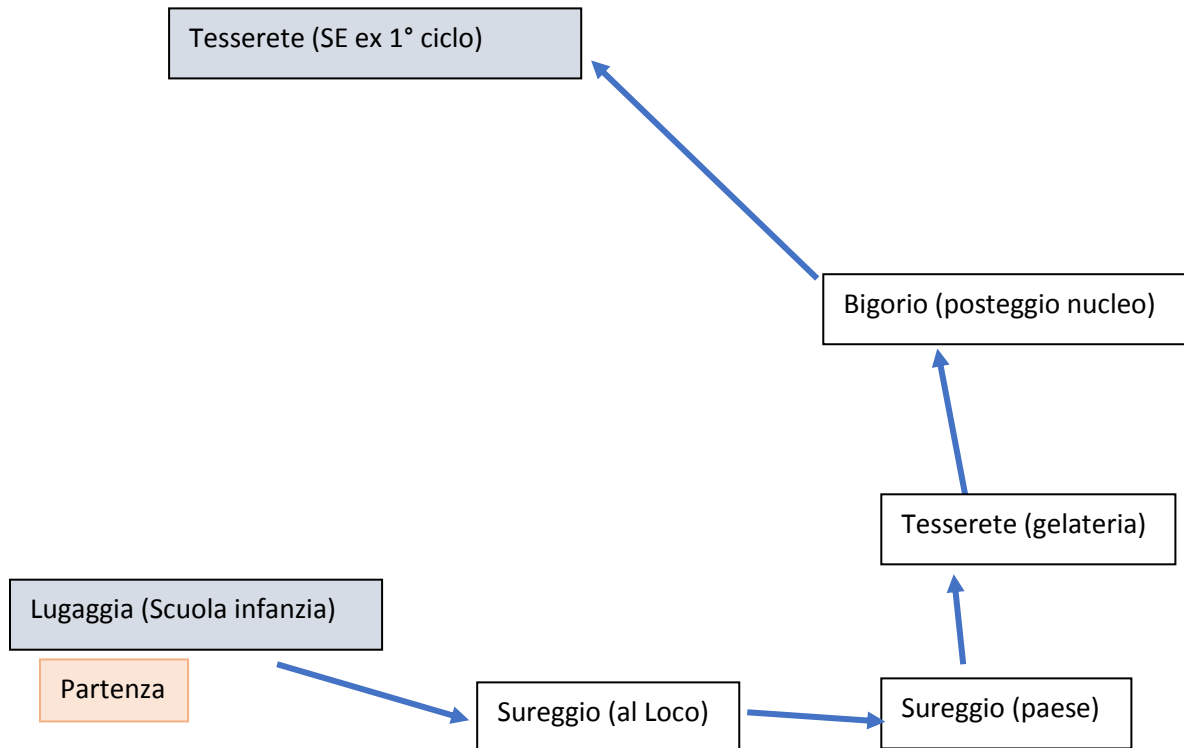 Tesserete (SE ex 1° ciclo)
Bigorio (posteggio nucleo)
Tesserete (gelateria)
Lugaggia (Scuola infanzia)
Partenza
Sureggio (al Loco)
Sureggio (paese)